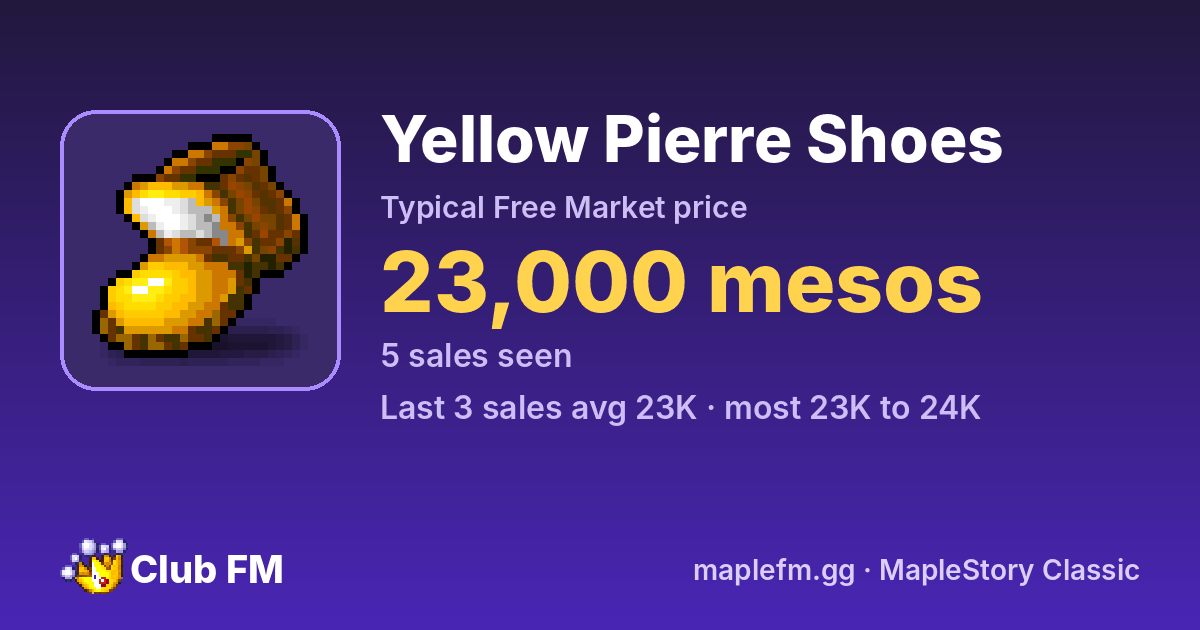 Yellow Pierre Shoes
Typical Free Market price
23,000 mesos
5 sales seen
Last 3 sales avg 23K · most 23K to 24K
Club FM
maplefm.gg · MapleStory Classic